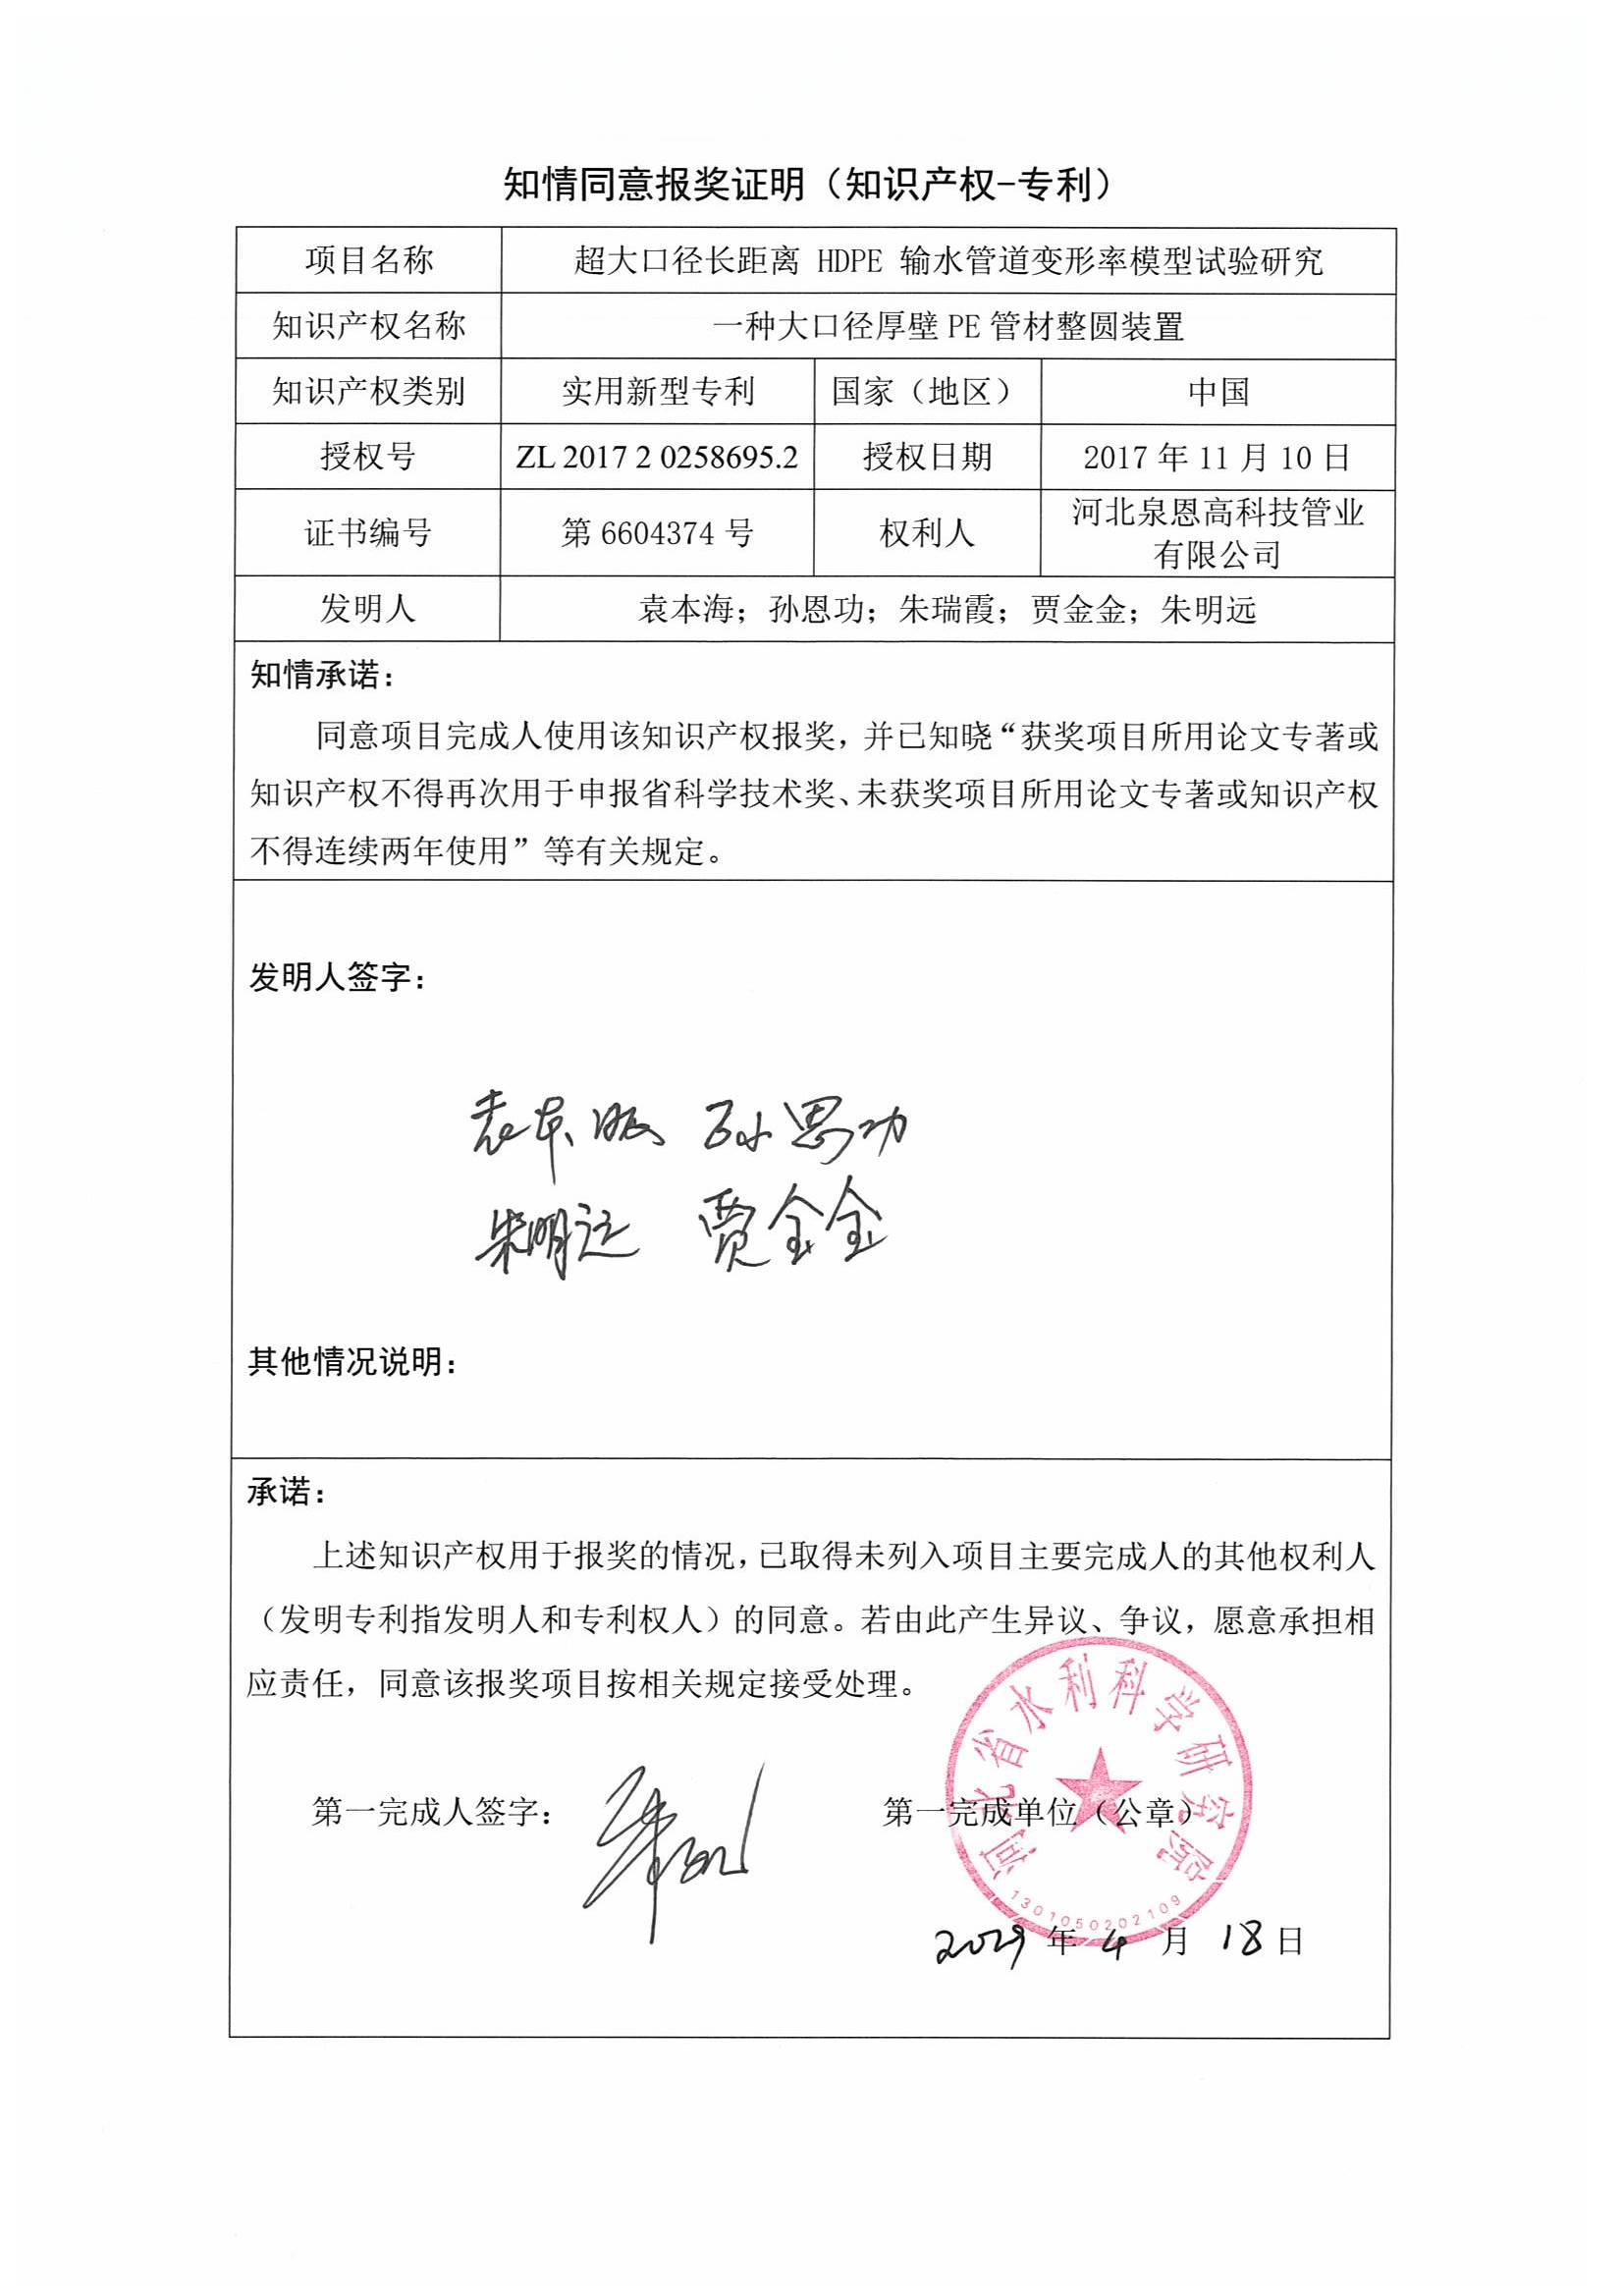 知情同意报奖证明（知识产权-专利）
项目名称 超大口径长距离 HDPE 输水管道变形率模型试验研究
知识产权名称 一种大口径厚壁 PE 管材整圆装置
知识产权类别 实用新型专利 国家（地区） 中国
授权号 ZL 2017 2 0258695.2 授权日期 2017 年 11 月 10 日
证书编号 第 6604374 号 权利人 河北泉恩高科技管业
有限公司
发明人 袁本海；孙恩功；朱瑞霞；贾金金；朱明远
知情承诺：
同意项目完成人使用该知识产权报奖，并已知晓“获奖项目所用论文专著或
知识产权不得再次用于申报省科学技术奖、未获奖项目所用论文专著或知识产权
不得连续两年使用”等有关规定。
发明人签字：
袁本海 孙恩功
朱明远 贾金金
其他情况说明：
承诺：
上述知识产权用于报奖的情况，已取得未列入项目主要完成人的其他权利人
（发明专利指发明人和专利权人）的同意。若由此产生异议、争议，愿意承担相
应责任，同意该报奖项目按相关规定接受处理。
河北省水利科学研究院
第一完成人签字： 第一完成单位（公章）
1301050202109
年 4 月 18 日